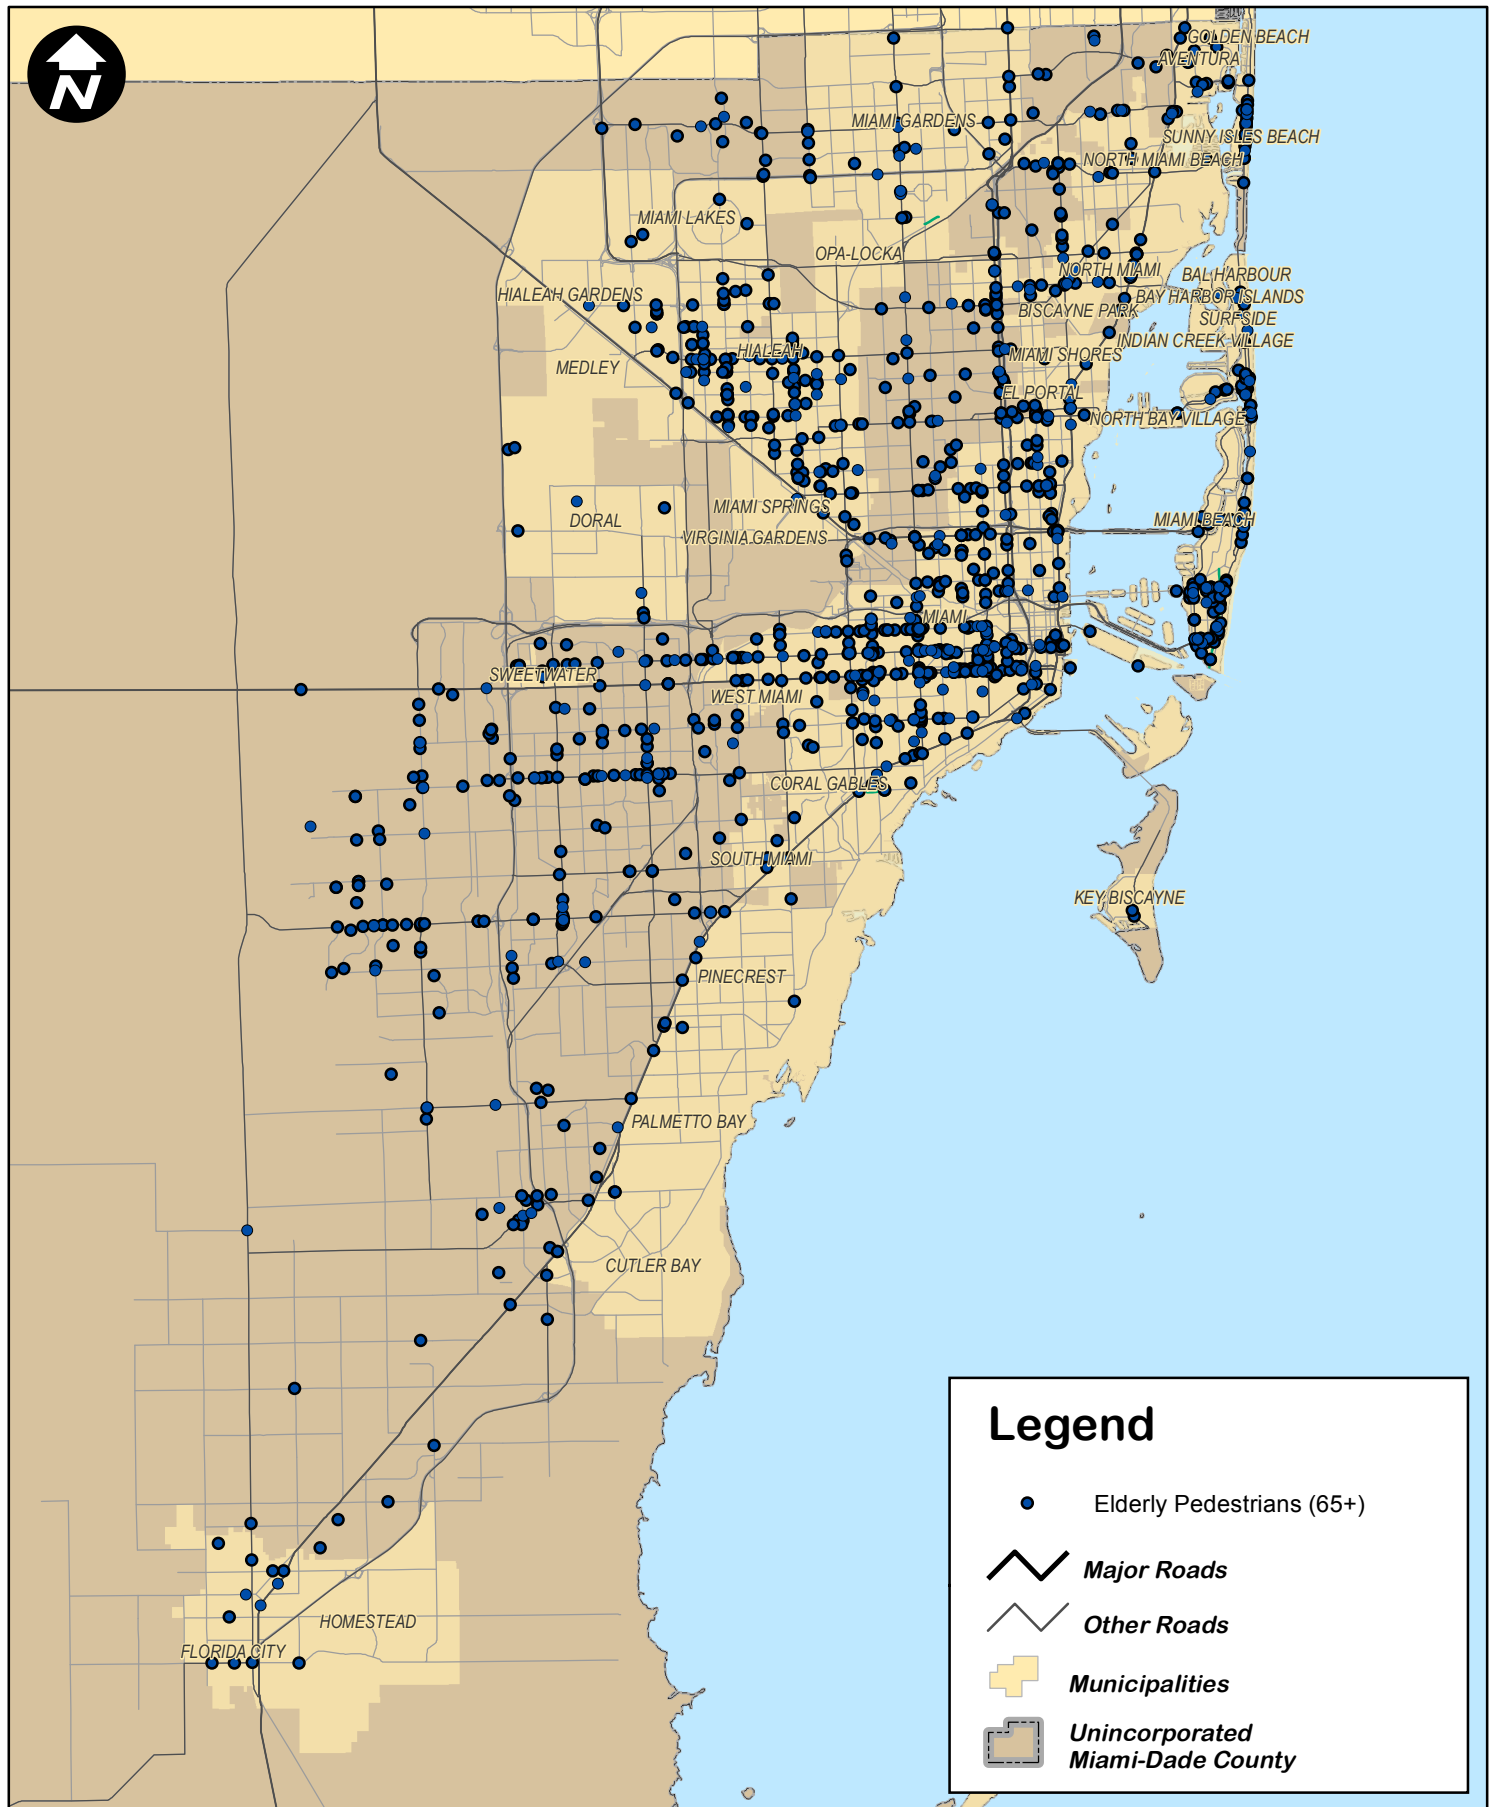 N
GOLDEN BEACH
AVENTURA
MIAMI GARDENS
SUNNY ISLES BEACH
NORTH MIAMI BEACH
MIAMI LAKES
OPA-LOCKA
NORTH MIAMI
BAL HARBOUR
HIALEAH GARDENS
BAY HARBOR ISLANDS
BISCAYNE PARK
SURFSIDE
INDIAN CREEK VILLAGE
HIALEAH
MIAMI SHORES
MEDLEY
EL PORTAL
NORTH BAY VILLAGE
MIAMI SPRINGS
DORAL
MIAMI BEACH
VIRGINIA GARDENS
MIAMI
SWEETWATER
WEST MIAMI
CORAL GABLES
SOUTH MIAMI
KEY BISCAYNE
PINECREST
PALMETTO BAY
CUTLER BAY
HOMESTEAD
FLORIDA CITY
Legend
Elderly Pedestrians (65+)
Major Roads
Other Roads
Municipalities
Unincorporated
Miami-Dade County